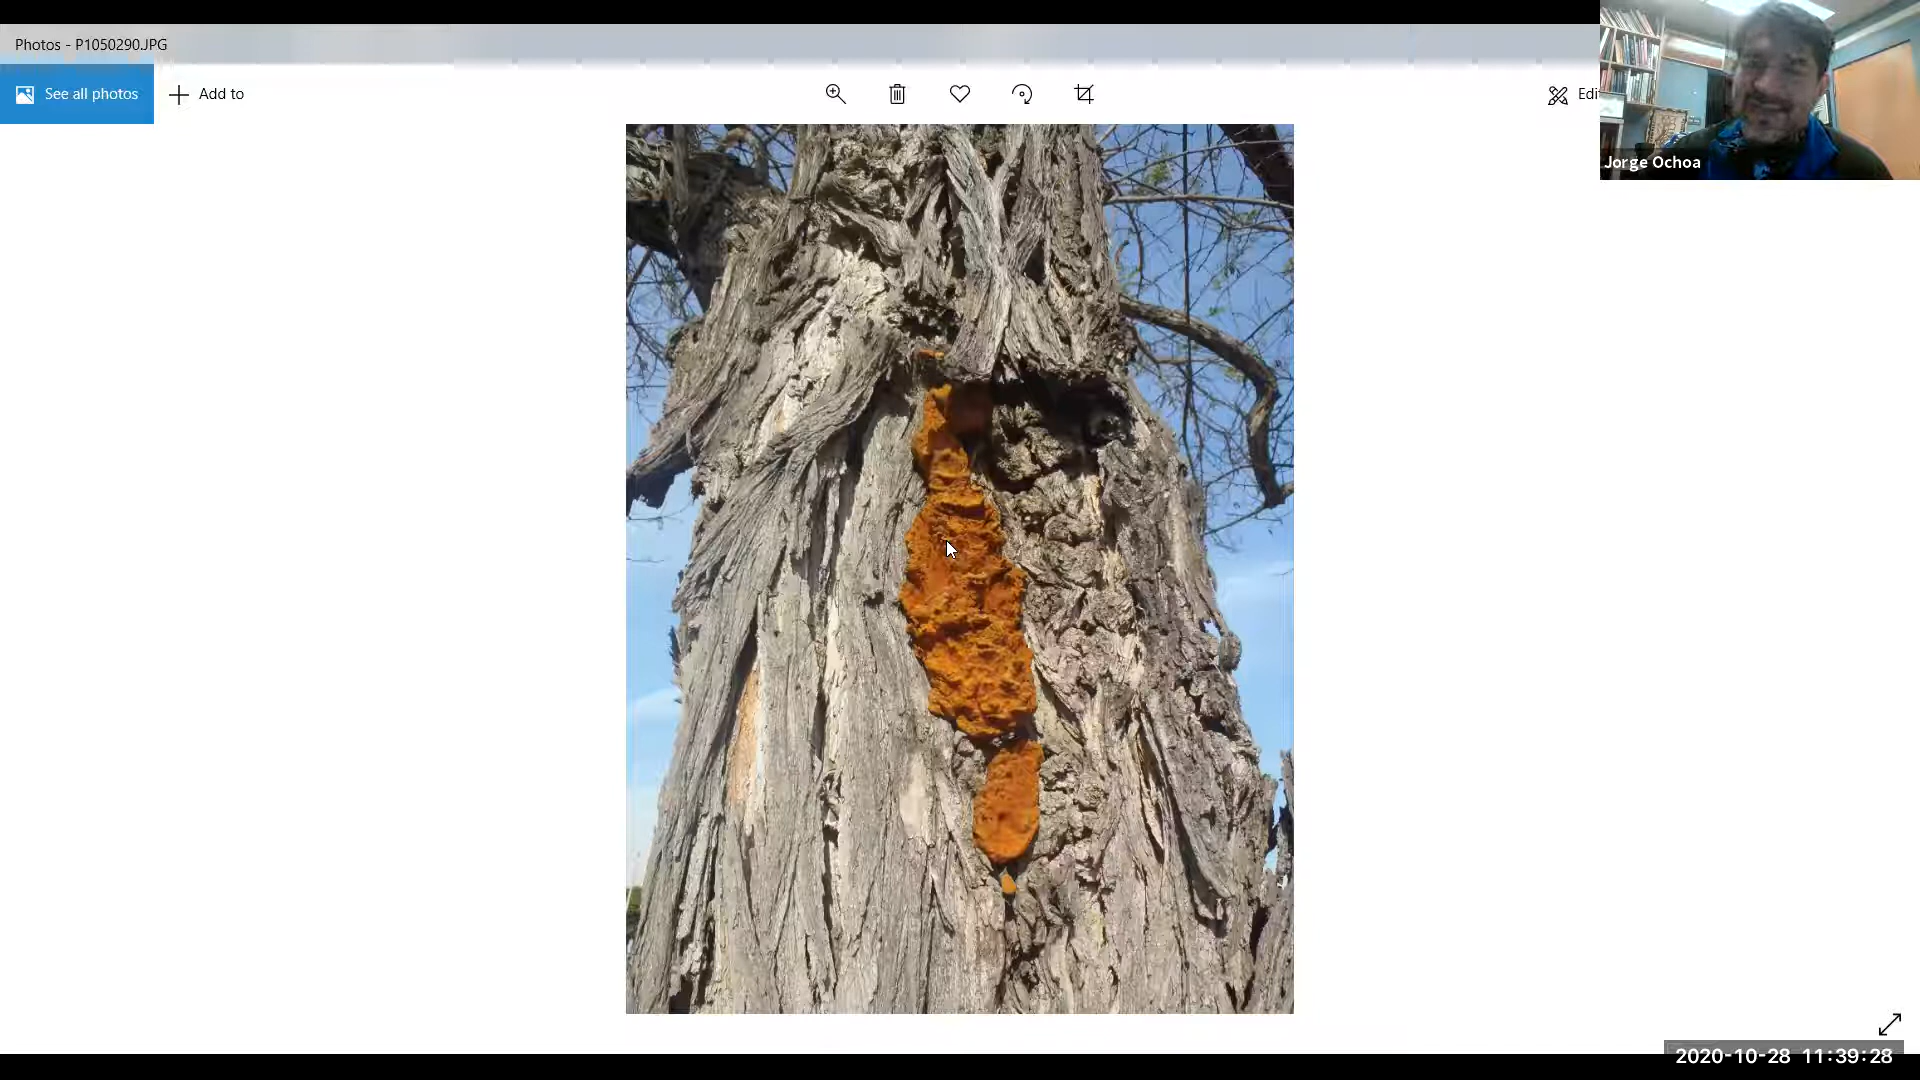 Photos - P1050290.JPG
See all photos
Add to
Edi
Jorge Ochoa
2020-10-28 11:39:28